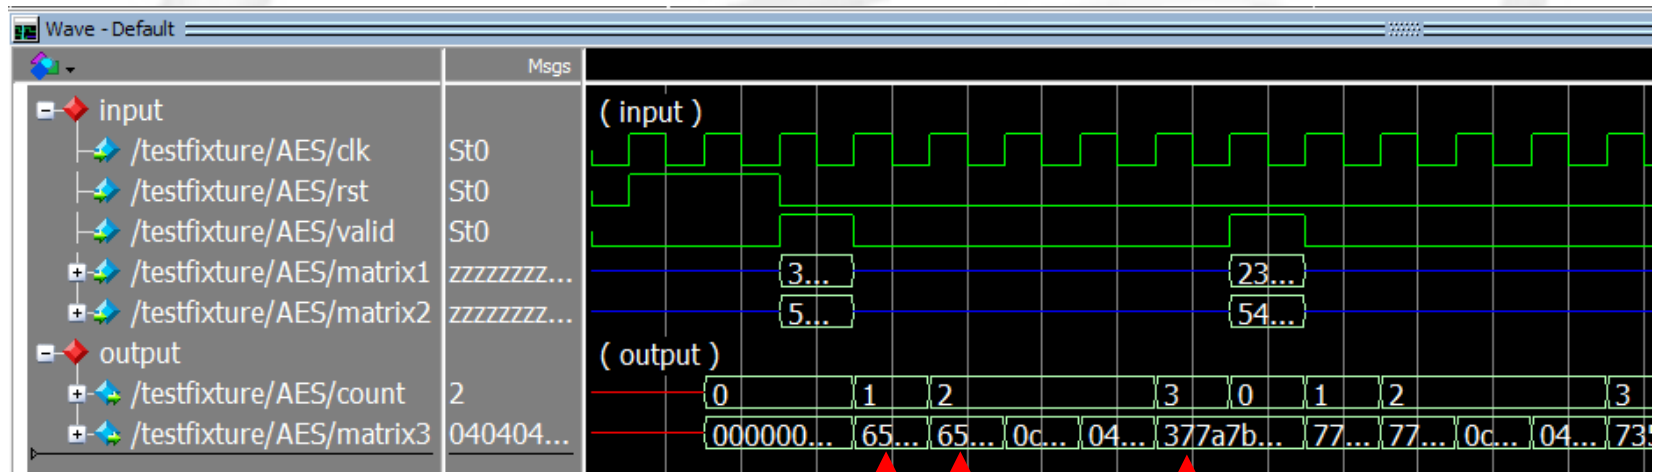 Wave - Default
Msgs
input ( input )
/testfixture/AES/clk St0
/testfixture/AES/rst St0
/testfixture/AES/valid St0
/testfixture/AES/matrix1 zzzzzzzz... 3... 23...
/testfixture/AES/matrix2 zzzzzzzz... 5... 54...
output ( output )
/testfixture/AES/count 2 0 1 2 3 0 1 2 3
/testfixture/AES/matrix3 040404... 000000... 65... 65... 0c... 04... 377a7b... 77... 77... 0c... 04... 735